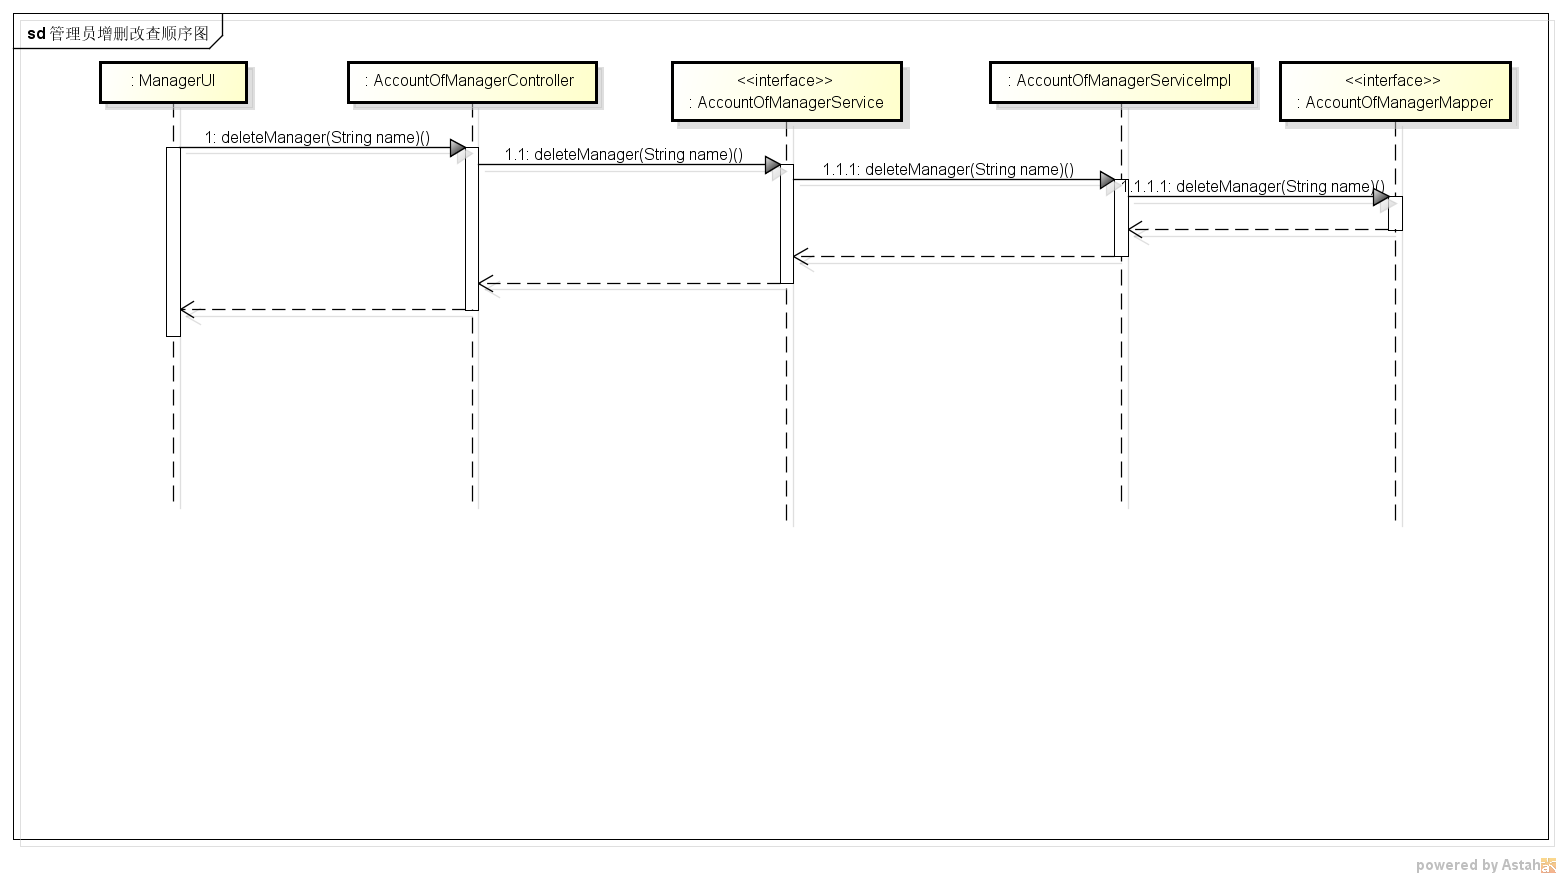 sd 管理员增删改查顺序图
: ManagerUI
: AccountOfManagerController
<<interface>>
: AccountOfManagerService
: AccountOfManagerServiceImpl
<<interface>>
: AccountOfManagerMapper
1: deleteManager(String name)()
1.1: deleteManager(String name)()
1.1.1: deleteManager(String name)()
1.1.1.1: deleteManager(String name)()
powered by Astah